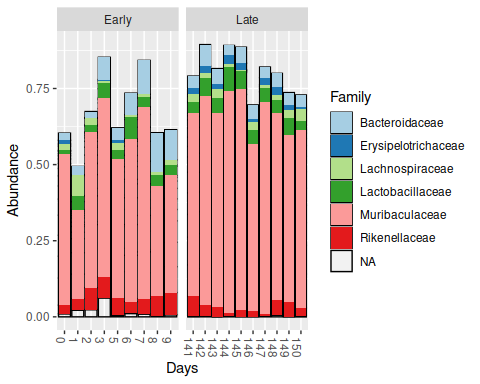 Early Late
Abundance
0.75
0.50
0.25
0.00
0 1 2 3 4 5 6 7 8 9 141 142 143 144 145 146 147 148 149 150
Days
Family
Bacteroidaceae
Erysipelotrichaceae
Lachnospiraceae
Lactobacillaceae
Muribaculaceae
Rikenellaceae
NA